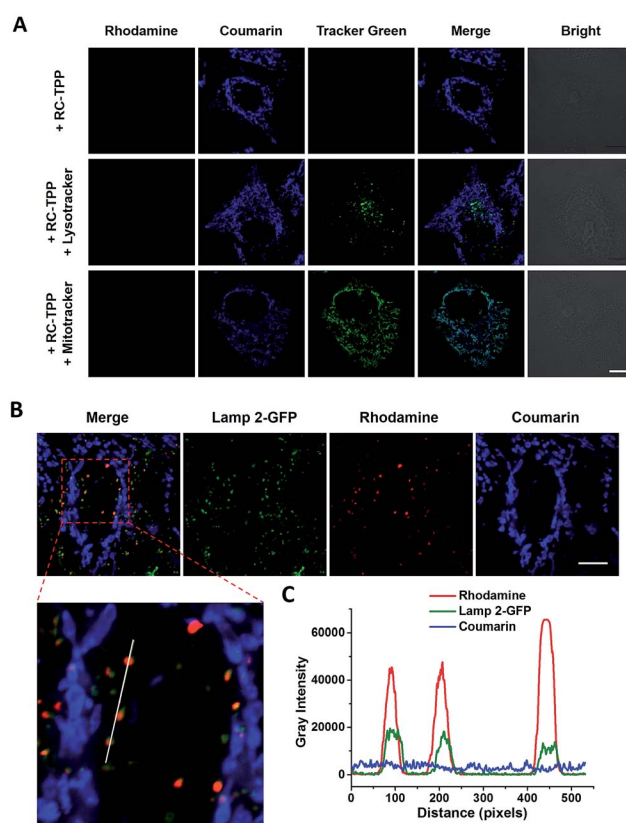 A
Rhodamine Coumarin Tracker Green Merge Bright
+ RC-TPP
+ RC-TPP
+ Lysotracker
+ RC-TPP
+ Mitotracker
B
Merge Lamp 2-GFP Rhodamine Coumarin
C
Rhodamine
Lamp 2-GFP
Coumarin
60000
40000
20000
0
Gray Intensity
0 100 200 300 400 500
Distance (pixels)